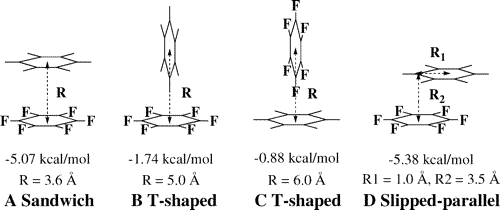 F
F F
F F
F
R R R R1
R2
F F F F F F
F F F F F F
F F F F F F
-5.07 kcal/mol -1.74 kcal/mol -0.88 kcal/mol -5.38 kcal/mol
R = 3.6 Å R = 5.0 Å R = 6.0 Å R1 = 1.0 Å, R2 = 3.5 Å
A Sandwich B T-shaped C T-shaped D Slipped-parallel